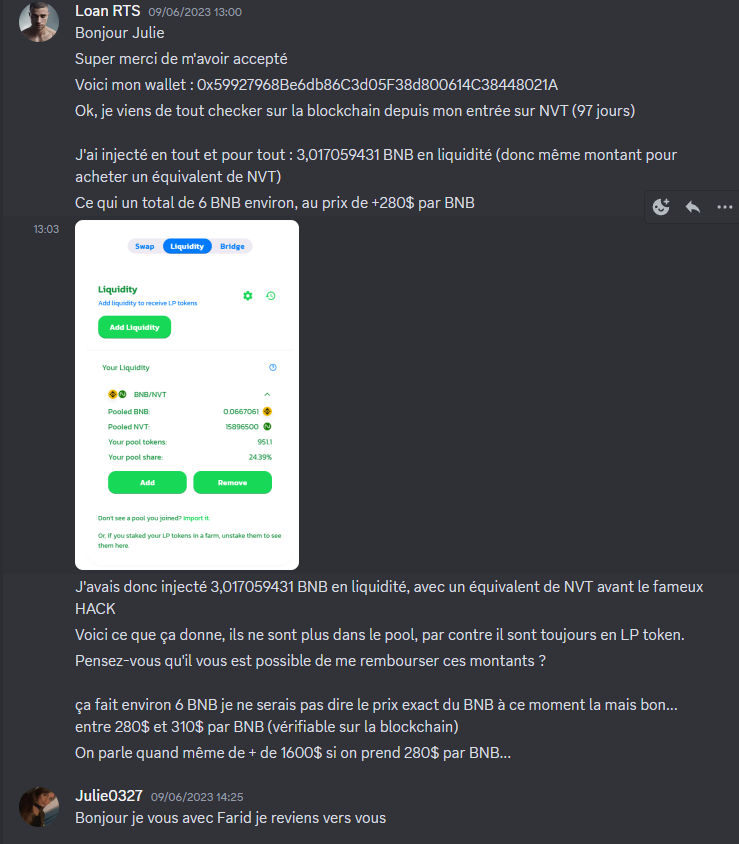 Loan RTS 09/06/2023 13:00
Bonjour Julie
Super merci de m'avoir accepté
Voici mon wallet : 0x59927968Be6db86C3d05F38d800614C38448021A
Ok, je viens de tout checker sur la blockchain depuis mon entrée sur NVT (97 jours)
J'ai injecté en tout et pour tout : 3,017059431 BNB en liquidité (donc même montant pour
acheter un équivalent de NVT)
Ce qui un total de 6 BNB environ, au prix de +280$ par BNB
13:03
Swap Liquidity Bridge
Liquidity
Add liquidity to receive LP tokens
Add Liquidity
Your Liquidity
BNB/NVT
Pooled BNB: 0.0667061
Pooled NVT: 15896500
Your pool tokens: 951.1
Your pool share: 24.39%
Add Remove
Don't see a pool you joined? Import it.
Or, if you staked your LP tokens in a farm, unstake them to see
them here.
J'avais donc injecté 3,017059431 BNB en liquidité, avec un équivalent de NVT avant le fameux
HACK
Voici ce que ça donne, ils ne sont plus dans le pool, par contre il sont toujours en LP token.
Pensez-vous qu'il vous est possible de me rembourser ces montants ?
ça fait environ 6 BNB je ne serais pas dire le prix exact du BNB à ce moment la mais bon...
entre 280$ et 310$ par BNB (vérifiable sur la blockchain)
On parle quand même de + de 1600$ si on prend 280$ par BNB...
Julie0327 09/06/2023 14:25
Bonjour je vous avec Farid je reviens vers vous